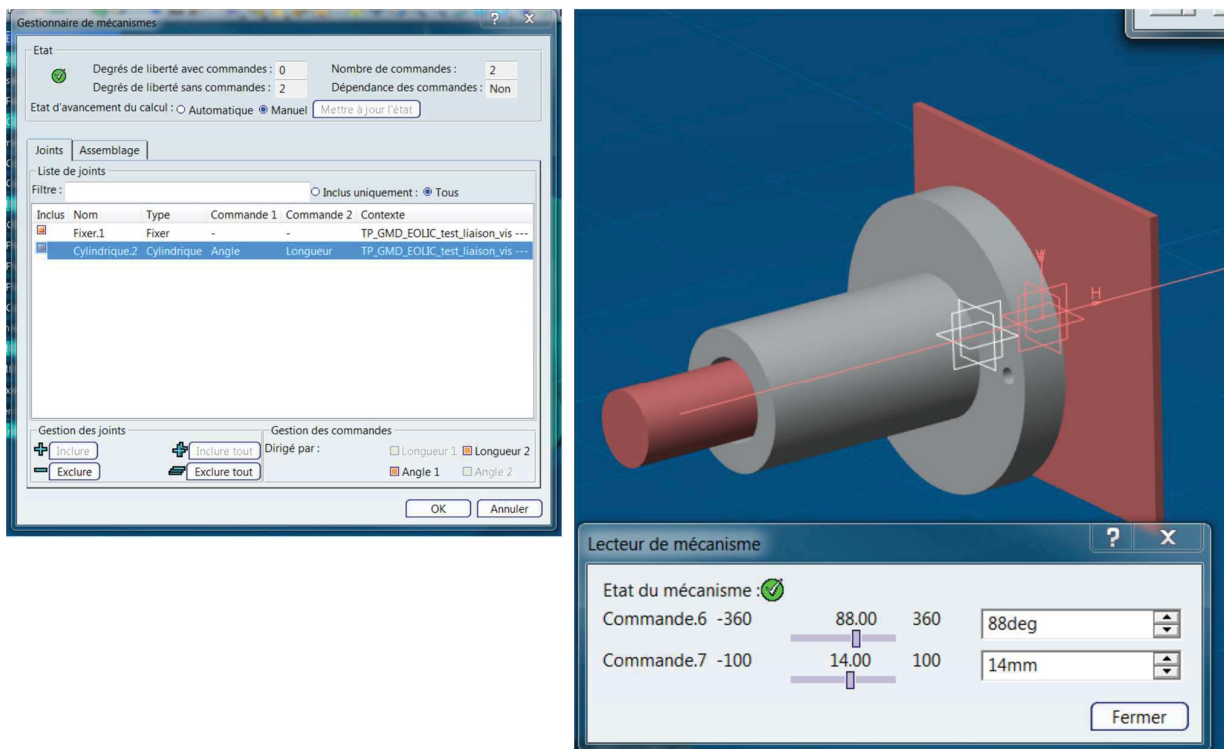 Gestionnaire de mécanismes
Etat
Degrés de liberté avec commandes : 0 Nombre de commandes : 2
Degrés de liberté sans commandes : 2 Dépendance des commandes : Non
Etat d'avancement du calcul : Automatique Manuel Mettre à jour l'état
Joints Assemblage
Liste de joints
Filtre : Inclus uniquement : Tous
Inclus Nom Type Commande 1 Commande 2 Contexte
Fixer.1 Fixer - - TP_GMD_EOLIC_test_liaison_vis ---
Cylindrique.2 Cylindrique Angle Longueur TP_GMD_EOLIC_test_liaison_vis ---
Gestion des joints Gestion des commandes
Inclure Inclure tout Dirigé par : Longueur 1 Longueur 2
Exclure Exclure tout Angle 1 Angle 2
OK Annuler
H
Lecteur de mécanisme
Etat du mécanisme :
Commande.6 -360 88.00 360 88deg
Commande.7 -100 14.00 100 14mm
Fermer